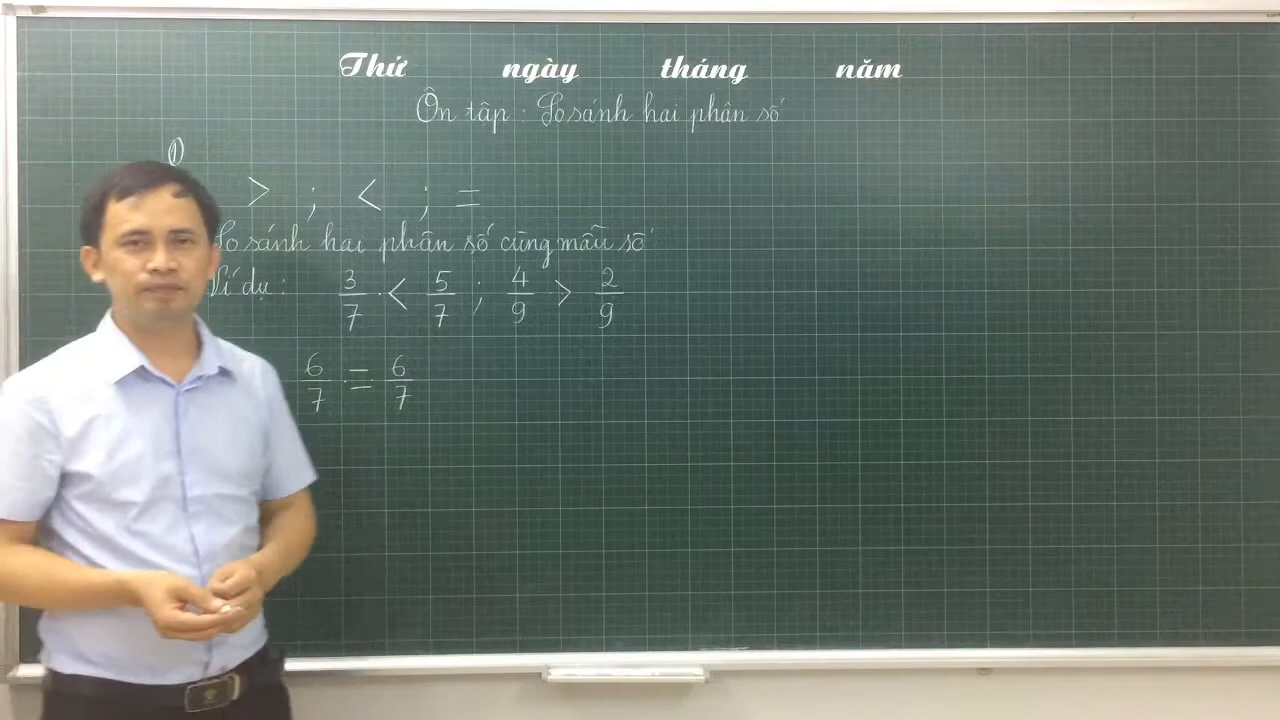 Thứ ngày tháng năm
Ôn tập : So sánh hai phân số
①
> ; < ; =
So sánh hai phân số cùng mẫu số
Ví dụ : 3/7 < 5/7 ; 4/9 > 2/9
6/7 = 6/7